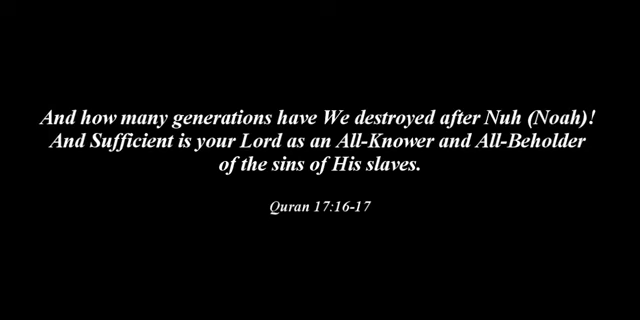 And how many generations have We destroyed after Nuh (Noah)!
And Sufficient is your Lord as an All-Knower and All-Beholder
of the sins of His slaves.
Quran 17:16-17